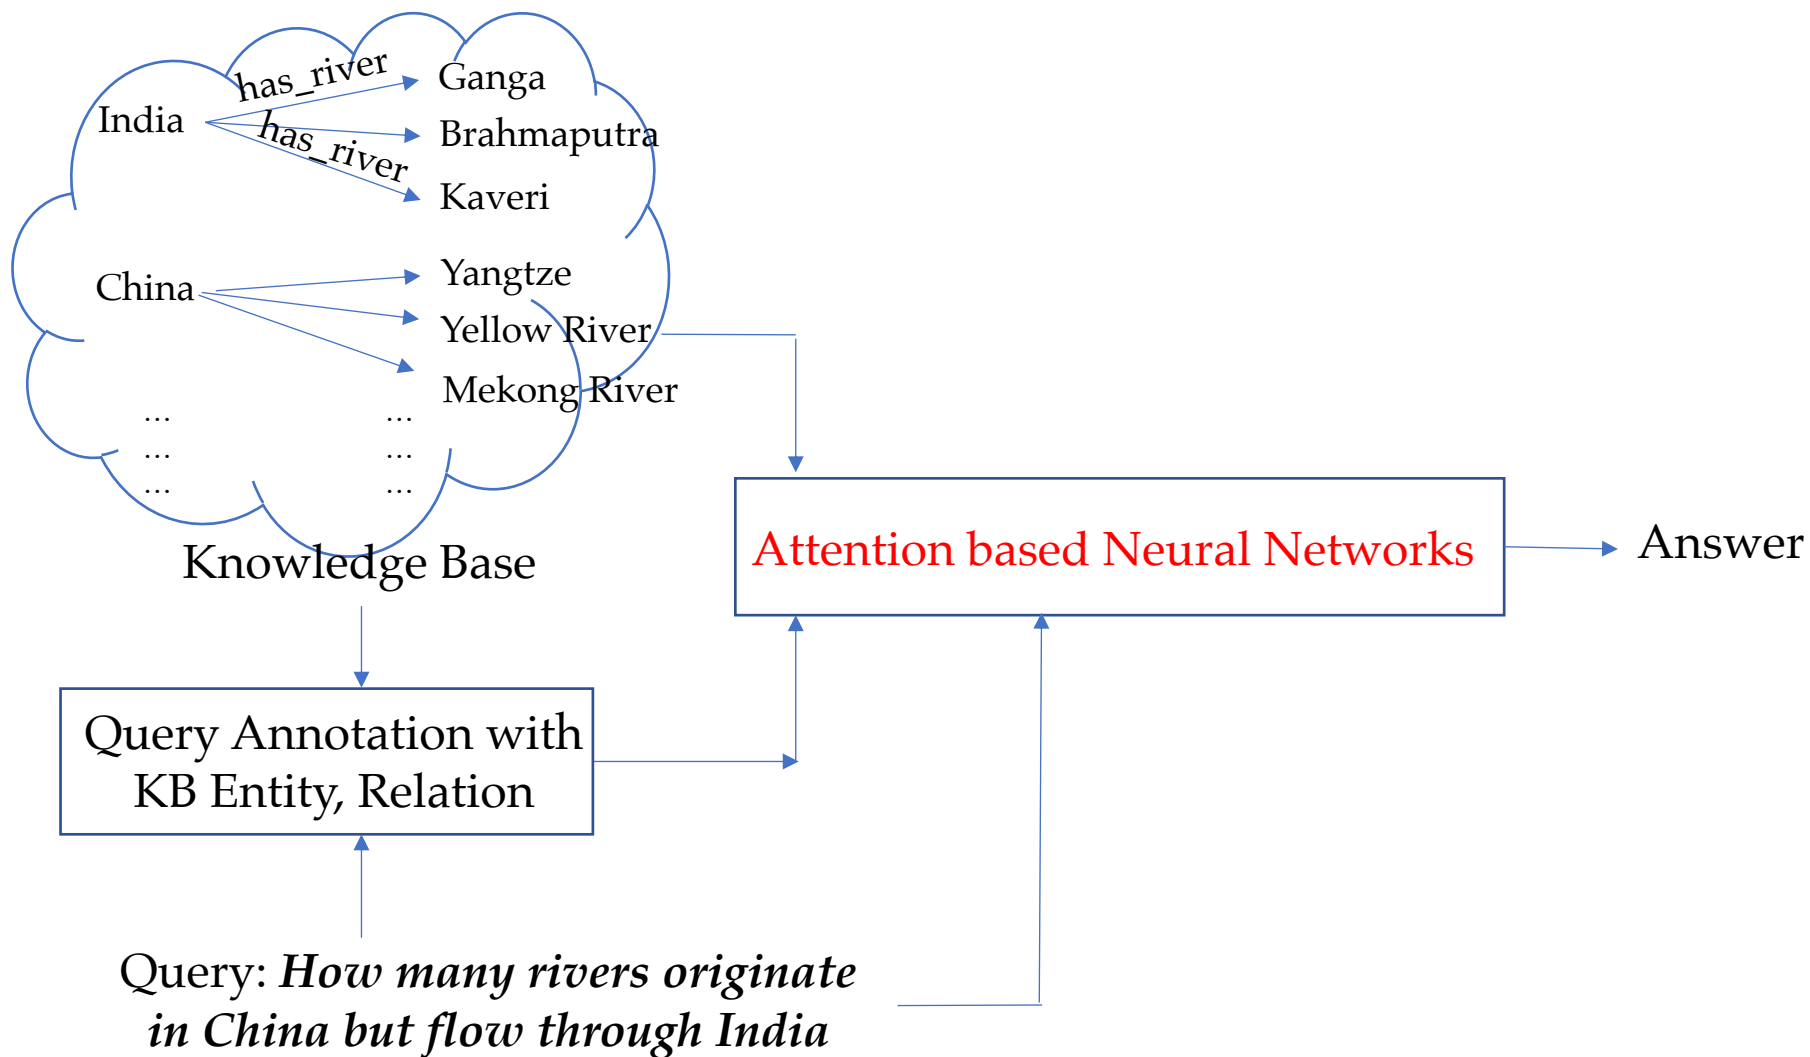 has_river
Ganga
India
has_river
Brahmaputra
Kaveri
Yangtze
China
Yellow River
Mekong River
... ...
... ...
... ...
Knowledge Base
Attention based Neural Networks
Answer
Query Annotation with
KB Entity, Relation
Query: How many rivers originate
in China but flow through India